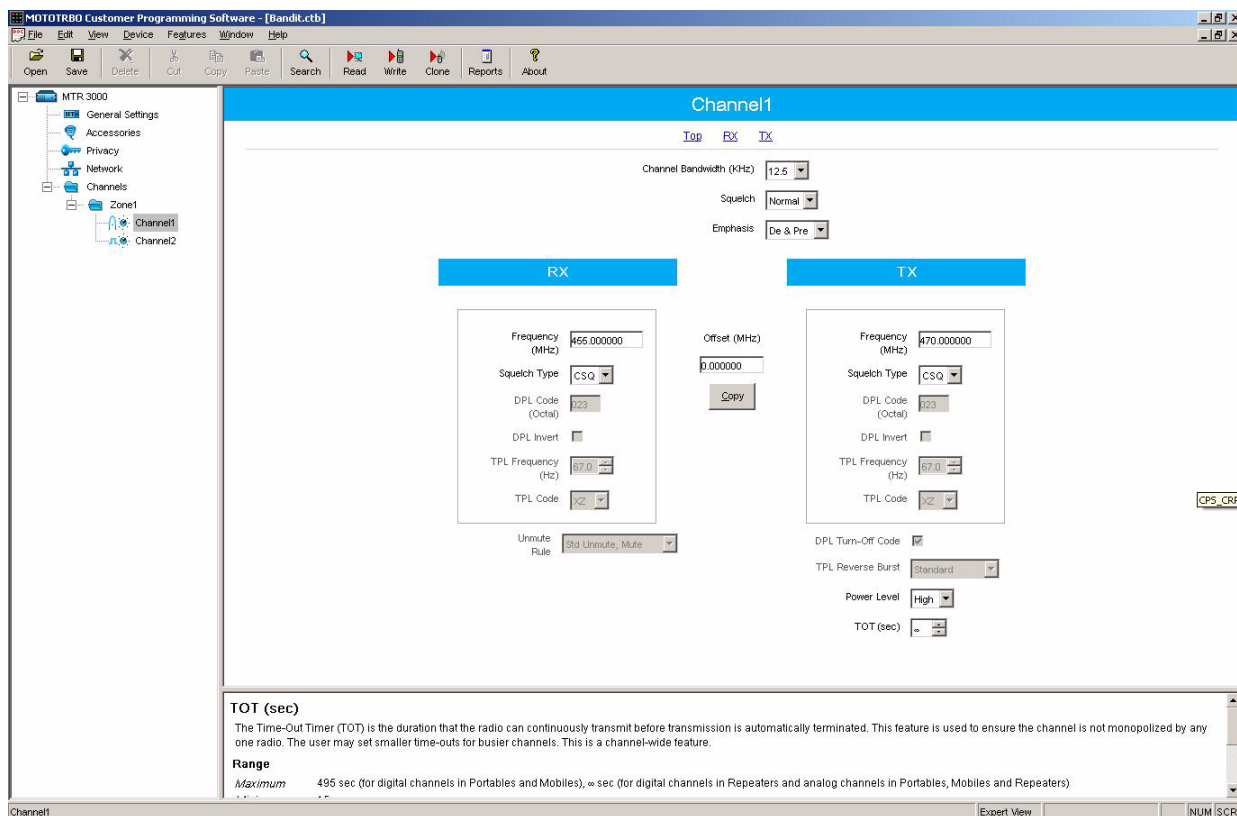 MOTOTRBO Customer Programming Software - [Bandit.ctb]
File Edit View Device Features Window Help
Open Save Delete Cut Copy Paste Search Read Write Clone Reports About
MTR 3000
General Settings
Accessories
Privacy
Network
Channels
Zone1
Channel1
Channel2
Channel1
Top RX TX
Channel Bandwidth (KHz) 12.5
Squelch Normal
Emphasis De & Pre
RX
Frequency (MHz) 455.000000
Squelch Type CSQ
DPL Code (Octal) 023
DPL Invert
TPL Frequency (Hz) 67.0
TPL Code XZ
Unmute Rule Std Unmute, Mute
Offset (MHz)
0.000000
Copy
TX
Frequency (MHz) 470.000000
Squelch Type CSQ
DPL Code (Octal) 023
DPL Invert
TPL Frequency (Hz) 67.0
TPL Code XZ
DPL Turn-Off Code
TPL Reverse Burst Standard
Power Level High
TOT (sec) ∞
TOT (sec)
The Time-Out Timer (TOT) is the duration that the radio can continuously transmit before transmission is automatically terminated. This feature is used to ensure the channel is not monopolized by any
one radio. The user may set smaller time-outs for busier channels. This is a channel-wide feature.
Range
Maximum 495 sec (for digital channels in Portables and Mobiles), ∞ sec (for digital channels in Repeaters and analog channels in Portables, Mobiles and Repeaters)
Channel1 Expert View NUM SCR